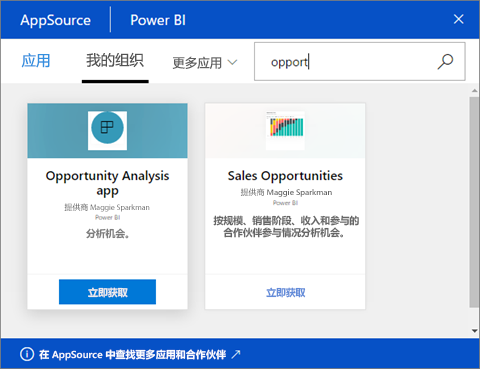 AppSource Power BI
应用 我的组织 更多应用 opport
Opportunity Analysis
app
提供商 Maggie Sparkman
Power BI
分析机会。
立即获取
Sales Opportunities
提供商 Maggie Sparkman
Power BI
按规模、销售阶段、收入和参与的
合作伙伴参与情况分析机会。
立即获取
在 AppSource 中查找更多应用和合作伙伴